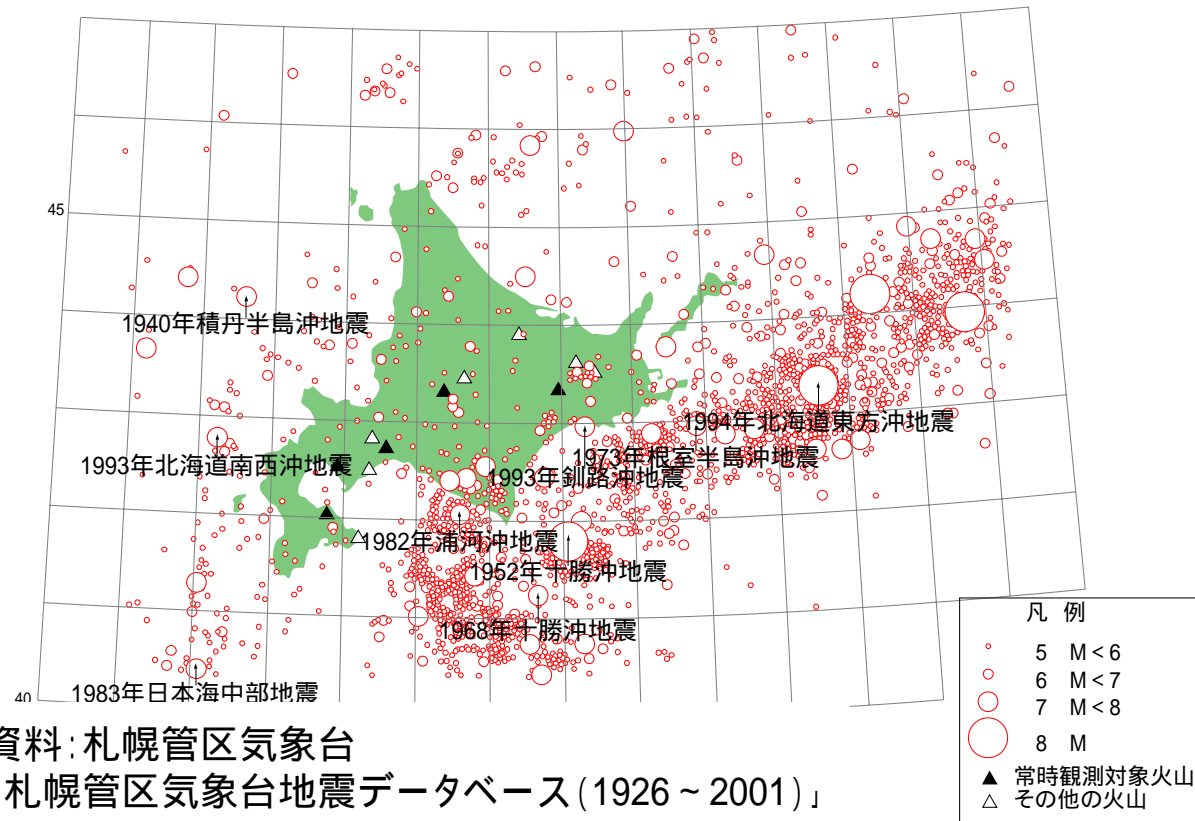 45
1940年積丹半島沖地震
1994年北海道東方沖地震
1993年北海道南西沖地震
1973年根室半島沖地震
1993年釧路沖地震
1982年浦河沖地震
1952年十勝沖地震
1968年十勝沖地震
1983年日本海中部地震
40
凡 例
5 M<6
6 M<7
7 M<8
8 M
▲ 常時観測対象火山
△ その他の火山
資料:札幌管区気象台
札幌管区気象台地震データベース(1926~2001)」